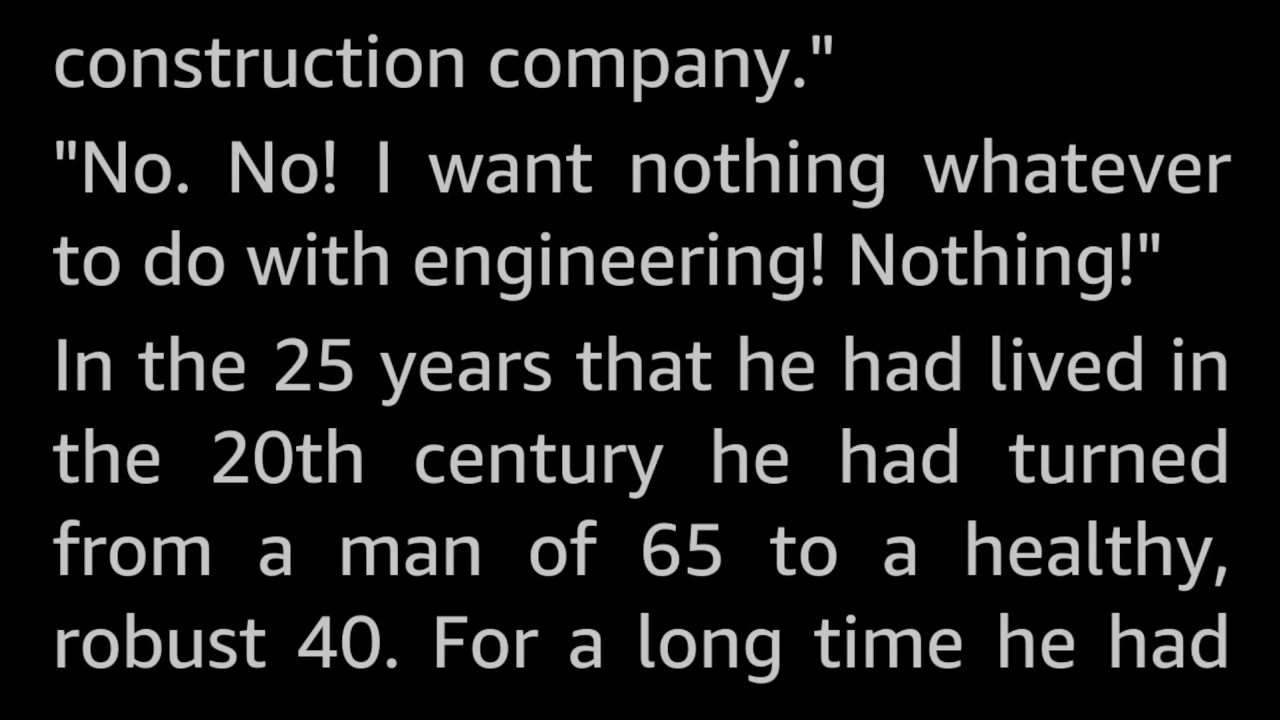 construction company."
"No. No! I want nothing whatever
to do with engineering! Nothing!"
In the 25 years that he had lived in
the 20th century he had turned
from a man of 65 to a healthy,
robust 40. For a long time he had